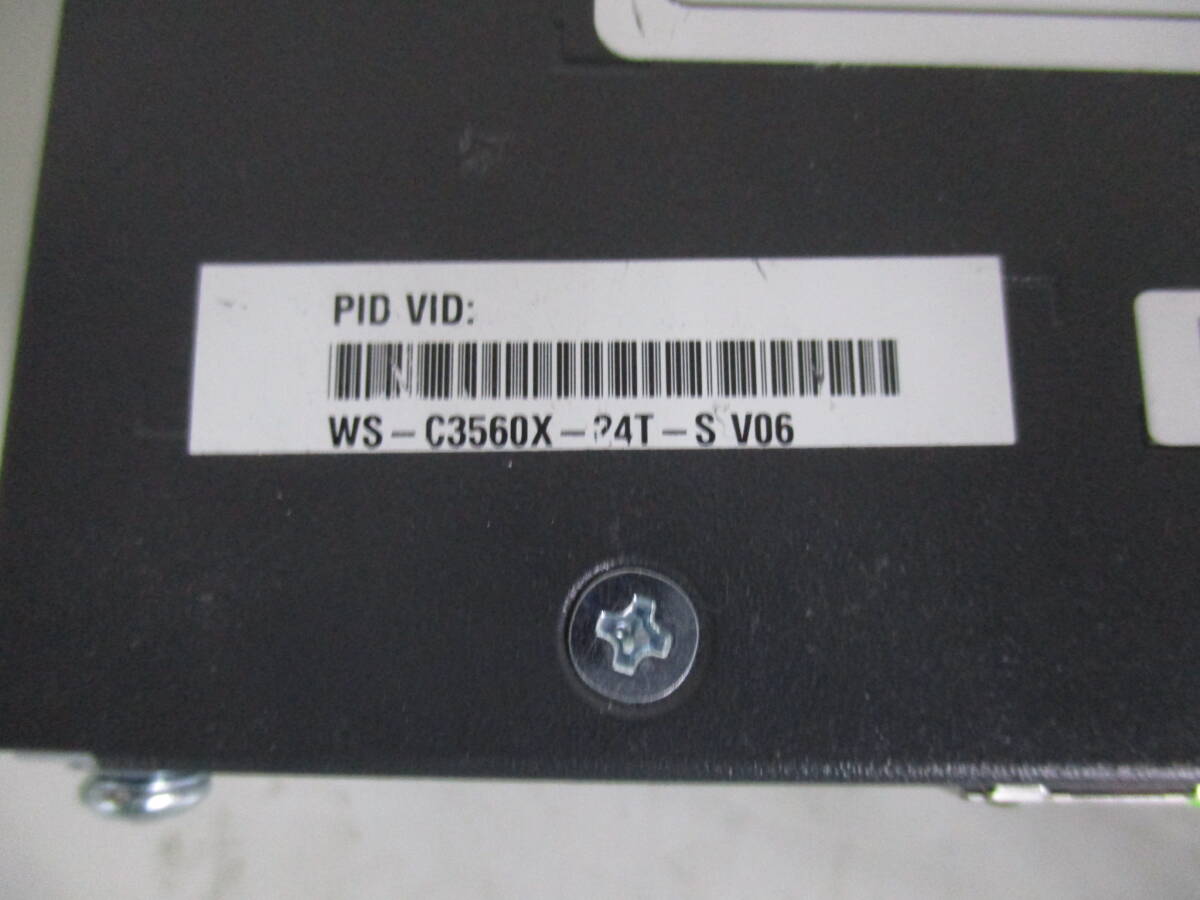 PID VID:
WS-C3560X-24T-S V06